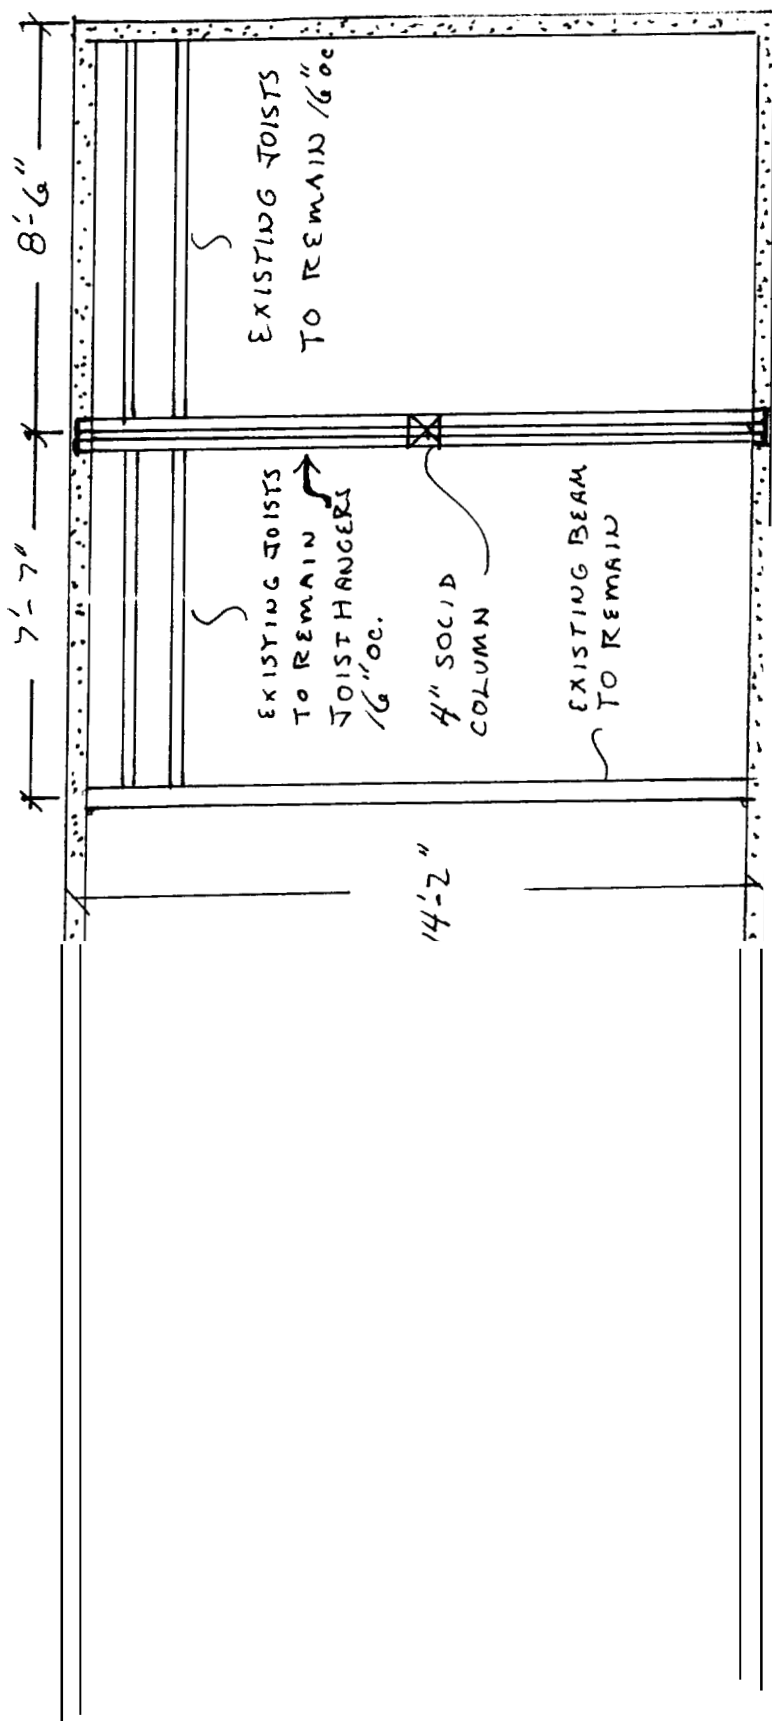 8'-6"
7'-7"
EXISTING JOISTS
TO REMAIN 16" OC
EXISTING JOISTS
TO REMAIN
JOIST HANGERS
16" OC.
4" SOCID
COLUMN
EXISTING BEAM
TO REMAIN
14'-2"